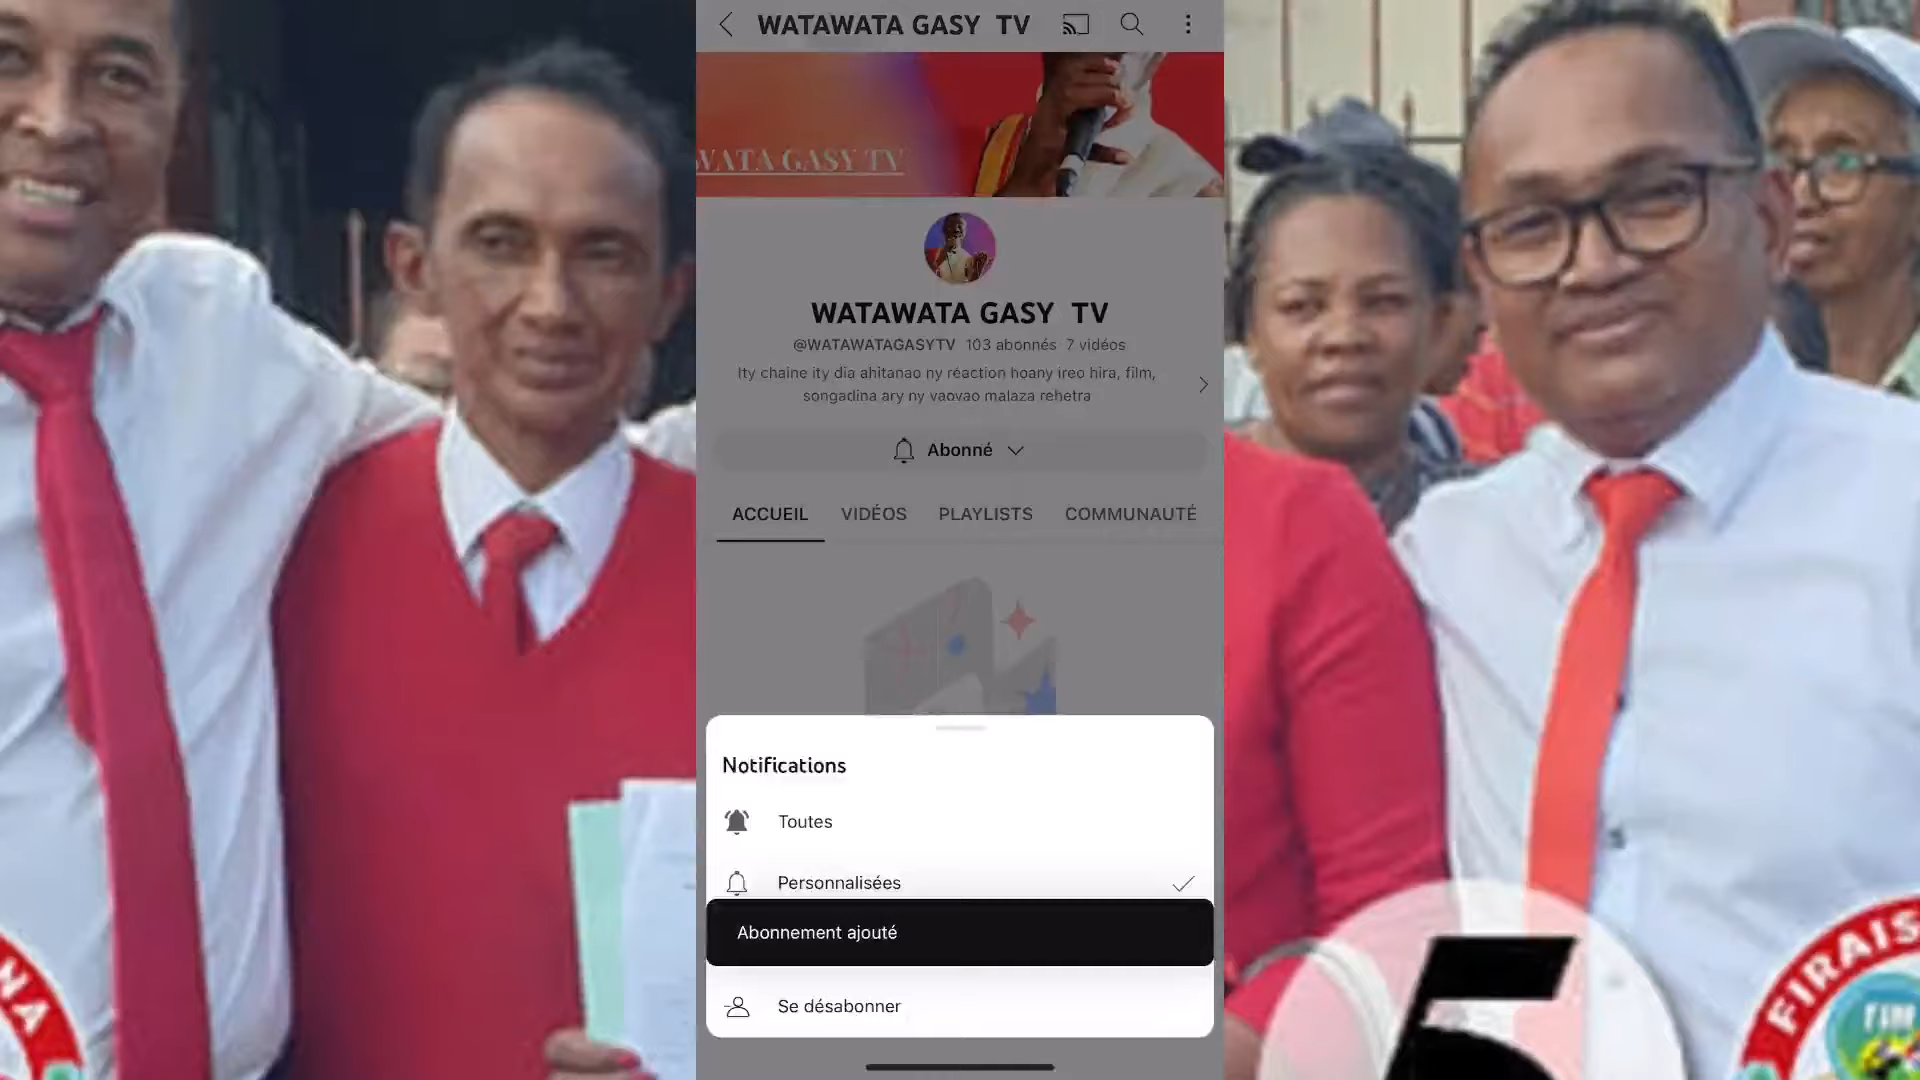 WATAWATA GASY TV
WATA GASY TV
WATAWATA GASY TV
@WATAWATAGASYTV 103 abonnés 7 vidéos
Ity chaine ity dia ahitanao ny réaction hoany ireo hira, film,
songadina ary ny vaovao malaza rehetra
Abonné
ACCUEIL VIDÉOS PLAYLISTS COMMUNAUTÉ
Notifications
Toutes
Personnalisées
Abonnement ajouté
Se désabonner
NA
5
FIRAIS